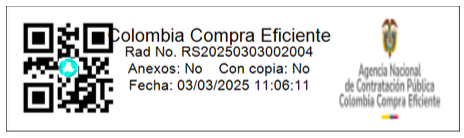 Colombia Compra Eficiente
Rad No. RS20250303002004
Anexos: No Con copia: No
Fecha: 03/03/2025 11:06:11
Agencia Nacional
de Contratación Pública
Colombia Compra Eficiente